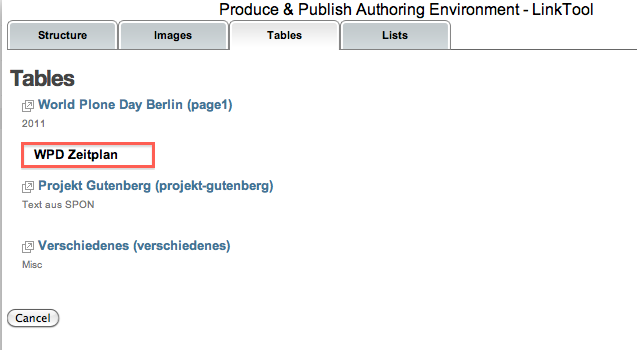 Produce & Publish Authoring Environment - LinkTool
Structure Images Tables Lists
Tables
World Plone Day Berlin (page1)
2011
WPD Zeitplan
Projekt Gutenberg (projekt-gutenberg)
Text aus SPON
Verschiedenes (verschiedenes)
Misc
Cancel